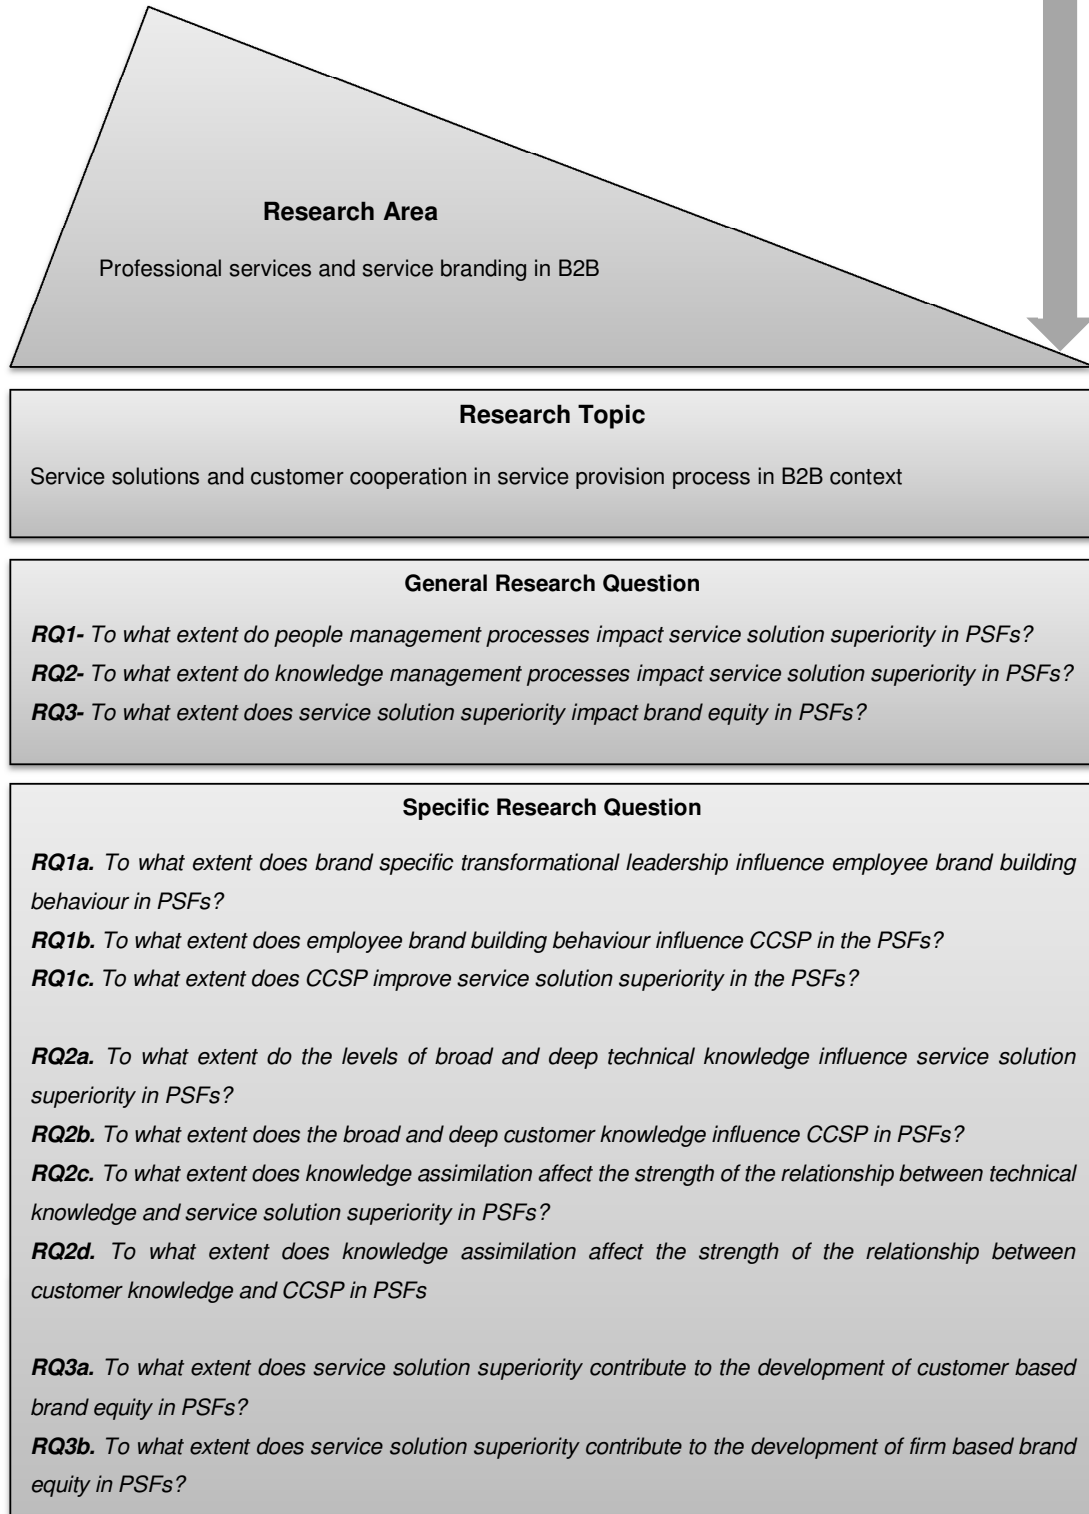 Research Area
Professional services and service branding in B2B
Research Topic
Service solutions and customer cooperation in service provision process in B2B context
General Research Question
RQ1- To what extent do people management processes impact service solution superiority in PSFs?
RQ2- To what extent do knowledge management processes impact service solution superiority in PSFs?
RQ3- To what extent does service solution superiority impact brand equity in PSFs?
Specific Research Question
RQ1a. To what extent does brand specific transformational leadership influence employee brand building
behaviour in PSFs?
RQ1b. To what extent does employee brand building behaviour influence CCSP in the PSFs?
RQ1c. To what extent does CCSP improve service solution superiority in the PSFs?
RQ2a. To what extent do the levels of broad and deep technical knowledge influence service solution
superiority in PSFs?
RQ2b. To what extent does the broad and deep customer knowledge influence CCSP in PSFs?
RQ2c. To what extent does knowledge assimilation affect the strength of the relationship between technical
knowledge and service solution superiority in PSFs?
RQ2d. To what extent does knowledge assimilation affect the strength of the relationship between
customer knowledge and CCSP in PSFs
RQ3a. To what extent does service solution superiority contribute to the development of customer based
brand equity in PSFs?
RQ3b. To what extent does service solution superiority contribute to the development of firm based brand
equity in PSFs?